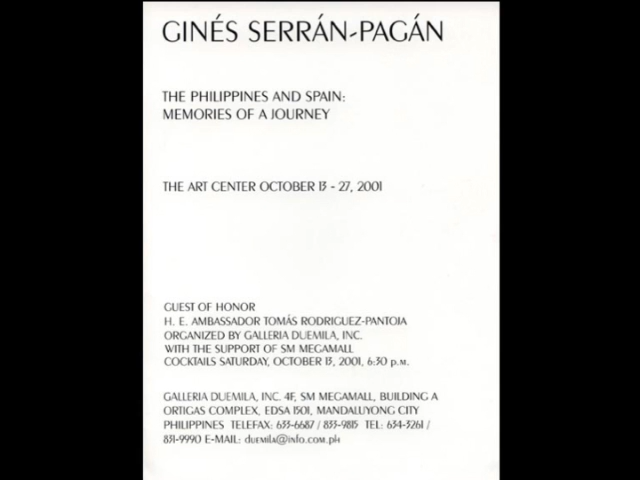 GINÉS SERRÁN-PAGÁN
THE PHILIPPINES AND SPAIN:
MEMORIES OF A JOURNEY
THE ART CENTER OCTOBER 13 - 27, 2001
GUEST OF HONOR
H. E. AMBASSADOR TOMÁS RODRIGUEZ-PANTOJA
ORGANIZED BY GALLERIA DUEMILA, INC.
WITH THE SUPPORT OF SM MEGAMALL
COCKTAILS SATURDAY, OCTOBER 13, 2001, 6:30 P.M.
GALLERIA DUEMILA, INC. 4F, SM MEGAMALL, BUILDING A
ORTIGAS COMPLEX, EDSA 1501, MANDALUYONG CITY
PHILIPPINES TELEFAX: 633-6687 / 833-9815 TEL: 634-3261 /
831-9990 E-MAIL: duemila@info.com.ph